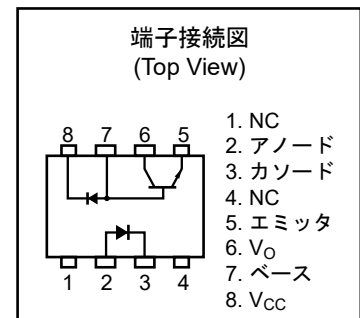 端子接続図
(Top View)
8 7 6 5
1 2 3 4
1. NC
2. アノード
3. カソード
4. NC
5. エミッタ
6. VO
7. ベース
8. VCC